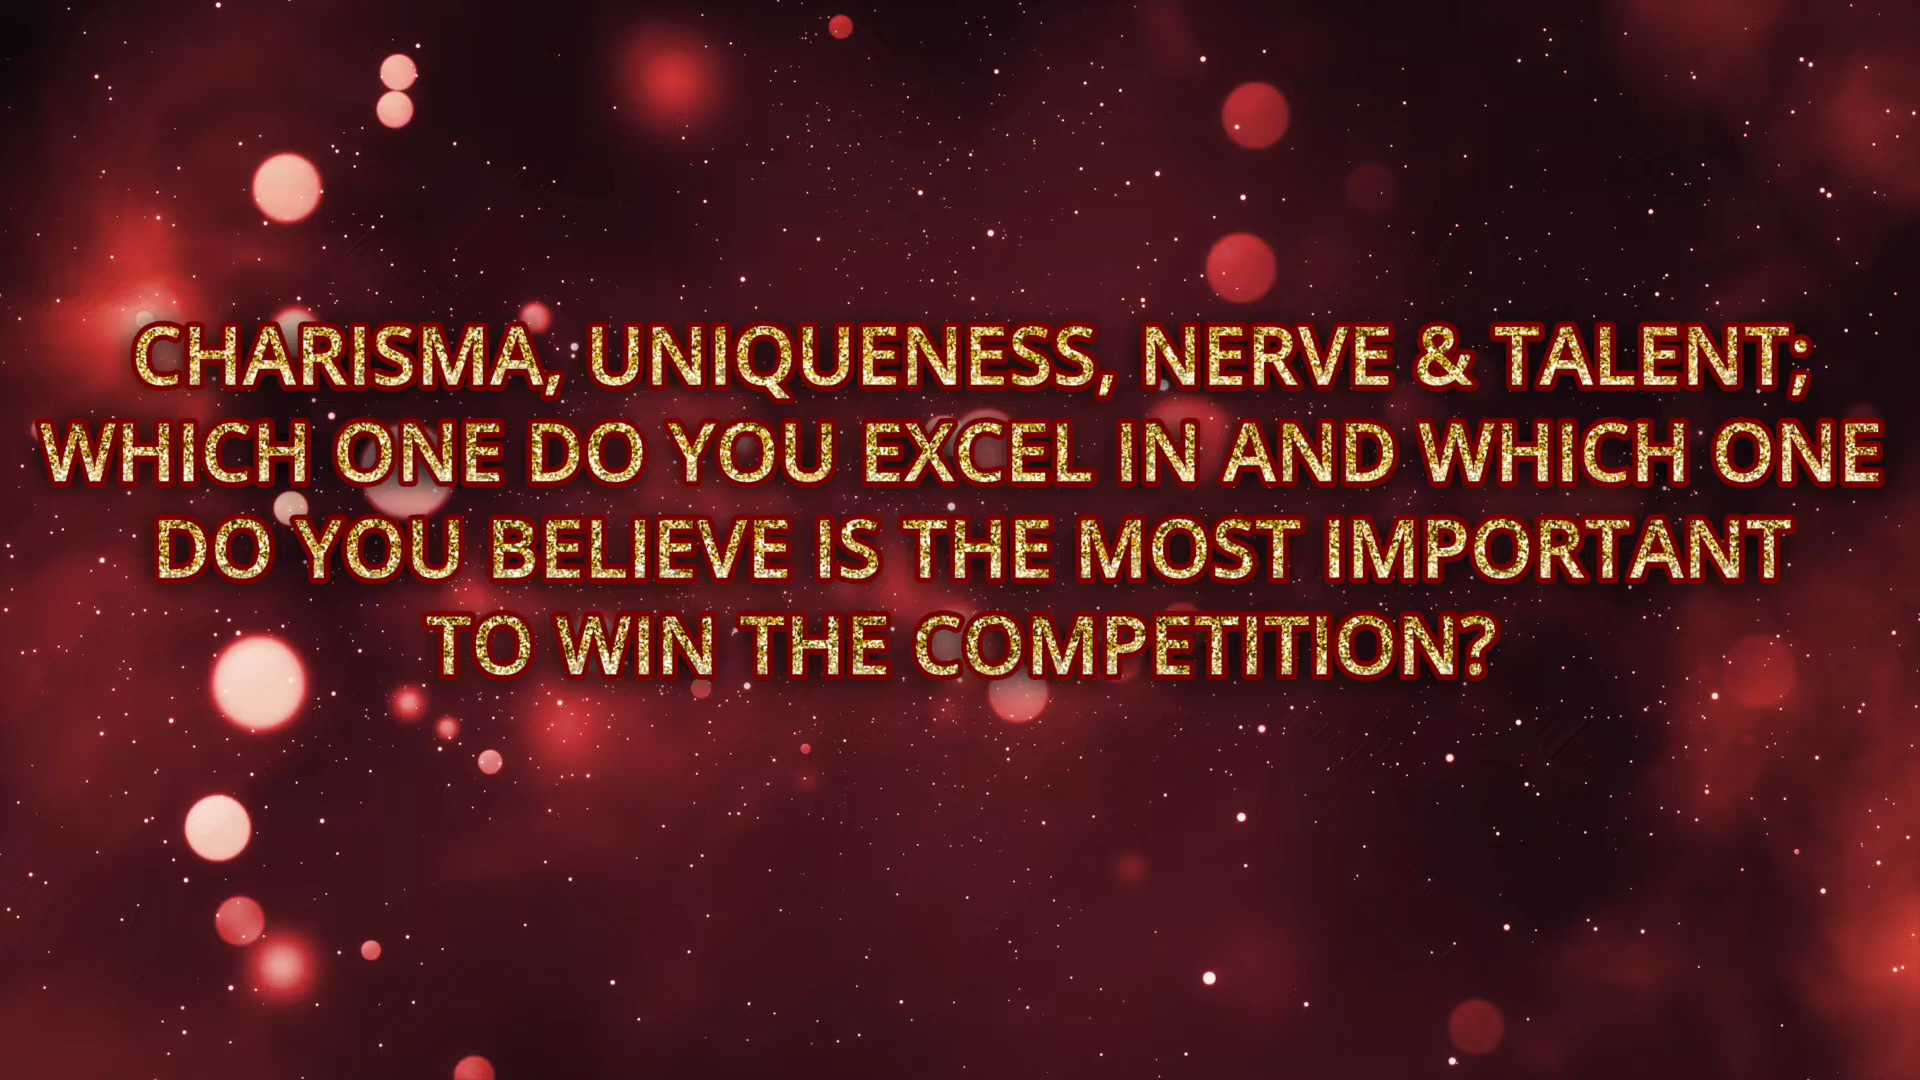 CHARISMA, UNIQUENESS, NERVE & TALENT;
WHICH ONE DO YOU EXCEL IN AND WHICH ONE
DO YOU BELIEVE IS THE MOST IMPORTANT
TO WIN THE COMPETITION?